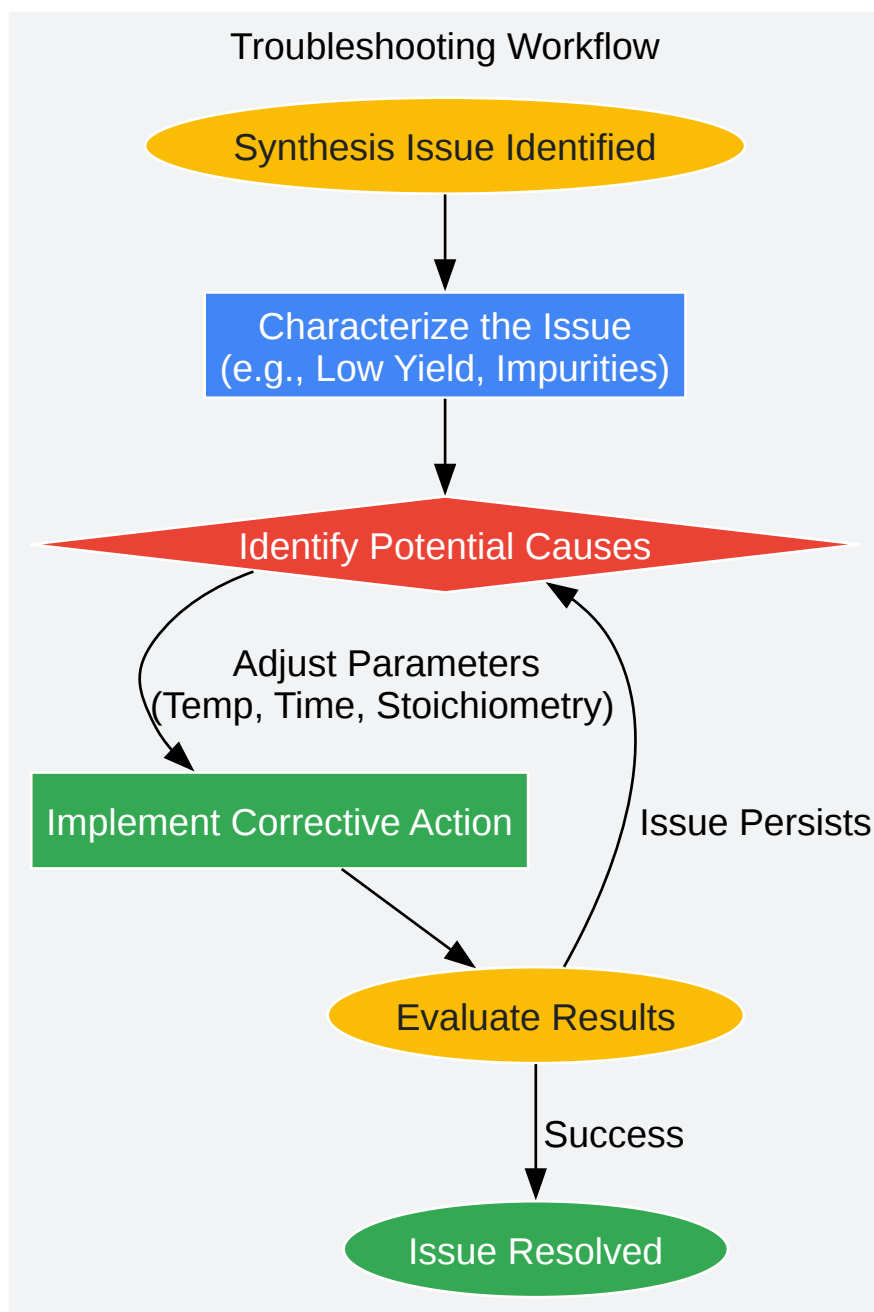 Troubleshooting Workflow
Synthesis Issue Identified
Characterize the Issue
(e.g., Low Yield, Impurities)
Identify Potential Causes
Adjust Parameters
(Temp, Time, Stoichiometry)
Implement Corrective Action
Issue Persists
Evaluate Results
Success
Issue Resolved